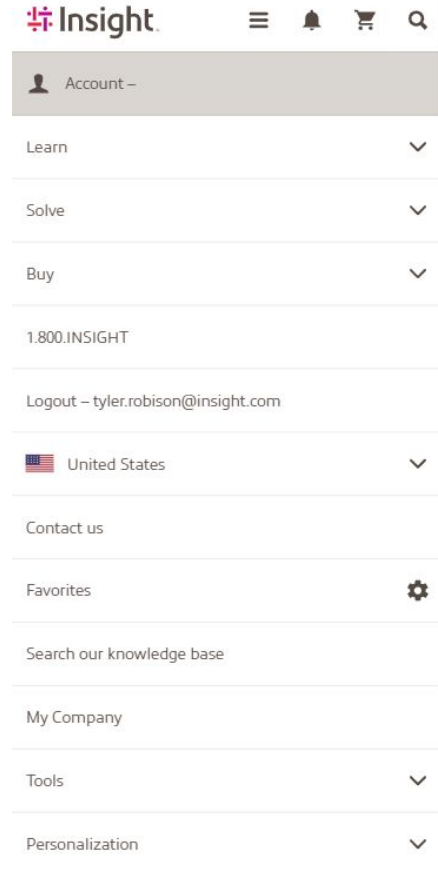 Insight.
Account –
Learn
Solve
Buy
1.800.INSIGHT
Logout – tyler.robison@insight.com
United States
Contact us
Favorites
Search our knowledge base
My Company
Tools
Personalization